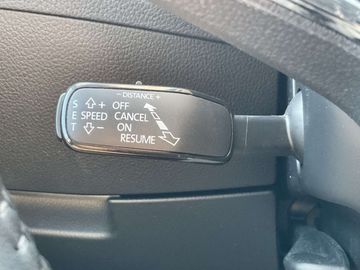 − DISTANCE +
S ⇧+ OFF
E SPEED CANCEL
T ⇩− ON
RESUME